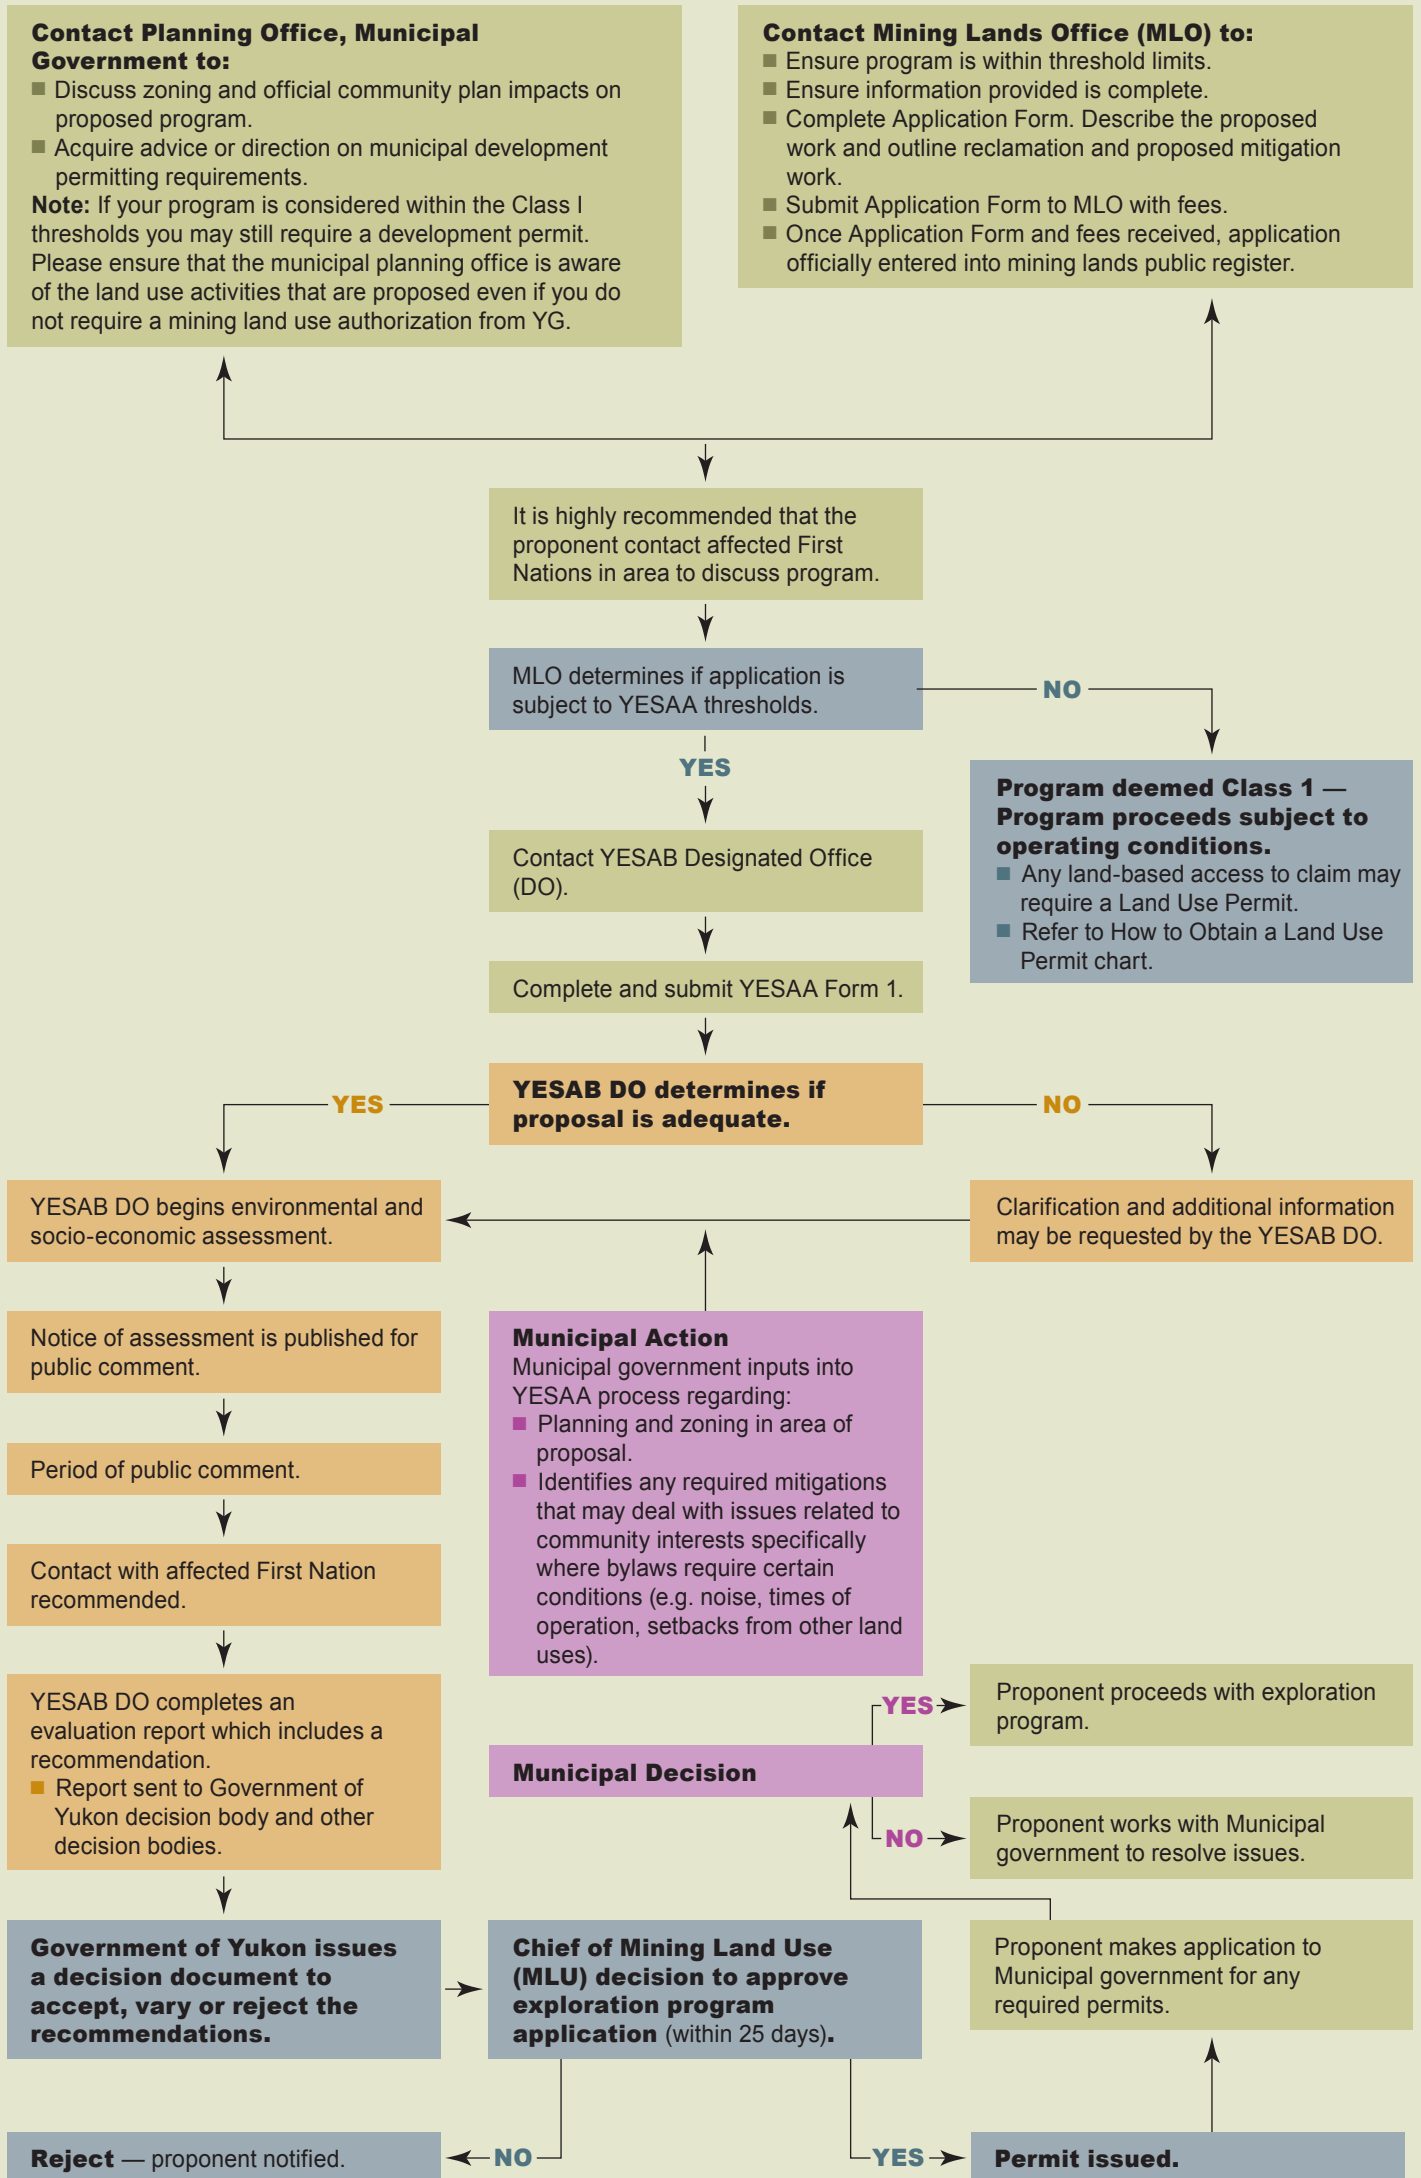 Contact Planning Office, Municipal
Government to:
■ Discuss zoning and official community plan impacts on
proposed program.
■ Acquire advice or direction on municipal development
permitting requirements.
Note: If your program is considered within the Class I
thresholds you may still require a development permit.
Please ensure that the municipal planning office is aware
of the land use activities that are proposed even if you do
not require a mining land use authorization from YG.
Contact Mining Lands Office (MLO) to:
■ Ensure program is within threshold limits.
■ Ensure information provided is complete.
■ Complete Application Form. Describe the proposed
work and outline reclamation and proposed mitigation
work.
■ Submit Application Form to MLO with fees.
■ Once Application Form and fees received, application
officially entered into mining lands public register.
It is highly recommended that the
proponent contact affected First
Nations in area to discuss program.
MLO determines if application is
subject to YESAA thresholds.
NO
YES
Program deemed Class 1 —
Program proceeds subject to
operating conditions.
■ Any land-based access to claim may
require a Land Use Permit.
■ Refer to How to Obtain a Land Use
Permit chart.
Contact YESAB Designated Office
(DO).
Complete and submit YESAA Form 1.
YESAB DO determines if
proposal is adequate.
YES
NO
YESAB DO begins environmental and
socio-economic assessment.
Clarification and additional information
may be requested by the YESAB DO.
Notice of assessment is published for
public comment.
Period of public comment.
Contact with affected First Nation
recommended.
YESAB DO completes an
evaluation report which includes a
recommendation.
■ Report sent to Government of
Yukon decision body and other
decision bodies.
Municipal Action
Municipal government inputs into
YESAA process regarding:
■ Planning and zoning in area of
proposal.
■ Identifies any required mitigations
that may deal with issues related to
community interests specifically
where bylaws require certain
conditions (e.g. noise, times of
operation, setbacks from other land
uses).
Municipal Decision
YES
Proponent proceeds with exploration
program.
NO
Proponent works with Municipal
government to resolve issues.
Government of Yukon issues
a decision document to
accept, vary or reject the
recommendations.
Chief of Mining Land Use
(MLU) decision to approve
exploration program
application (within 25 days).
Proponent makes application to
Municipal government for any
required permits.
Reject — proponent notified.
NO
YES
Permit issued.